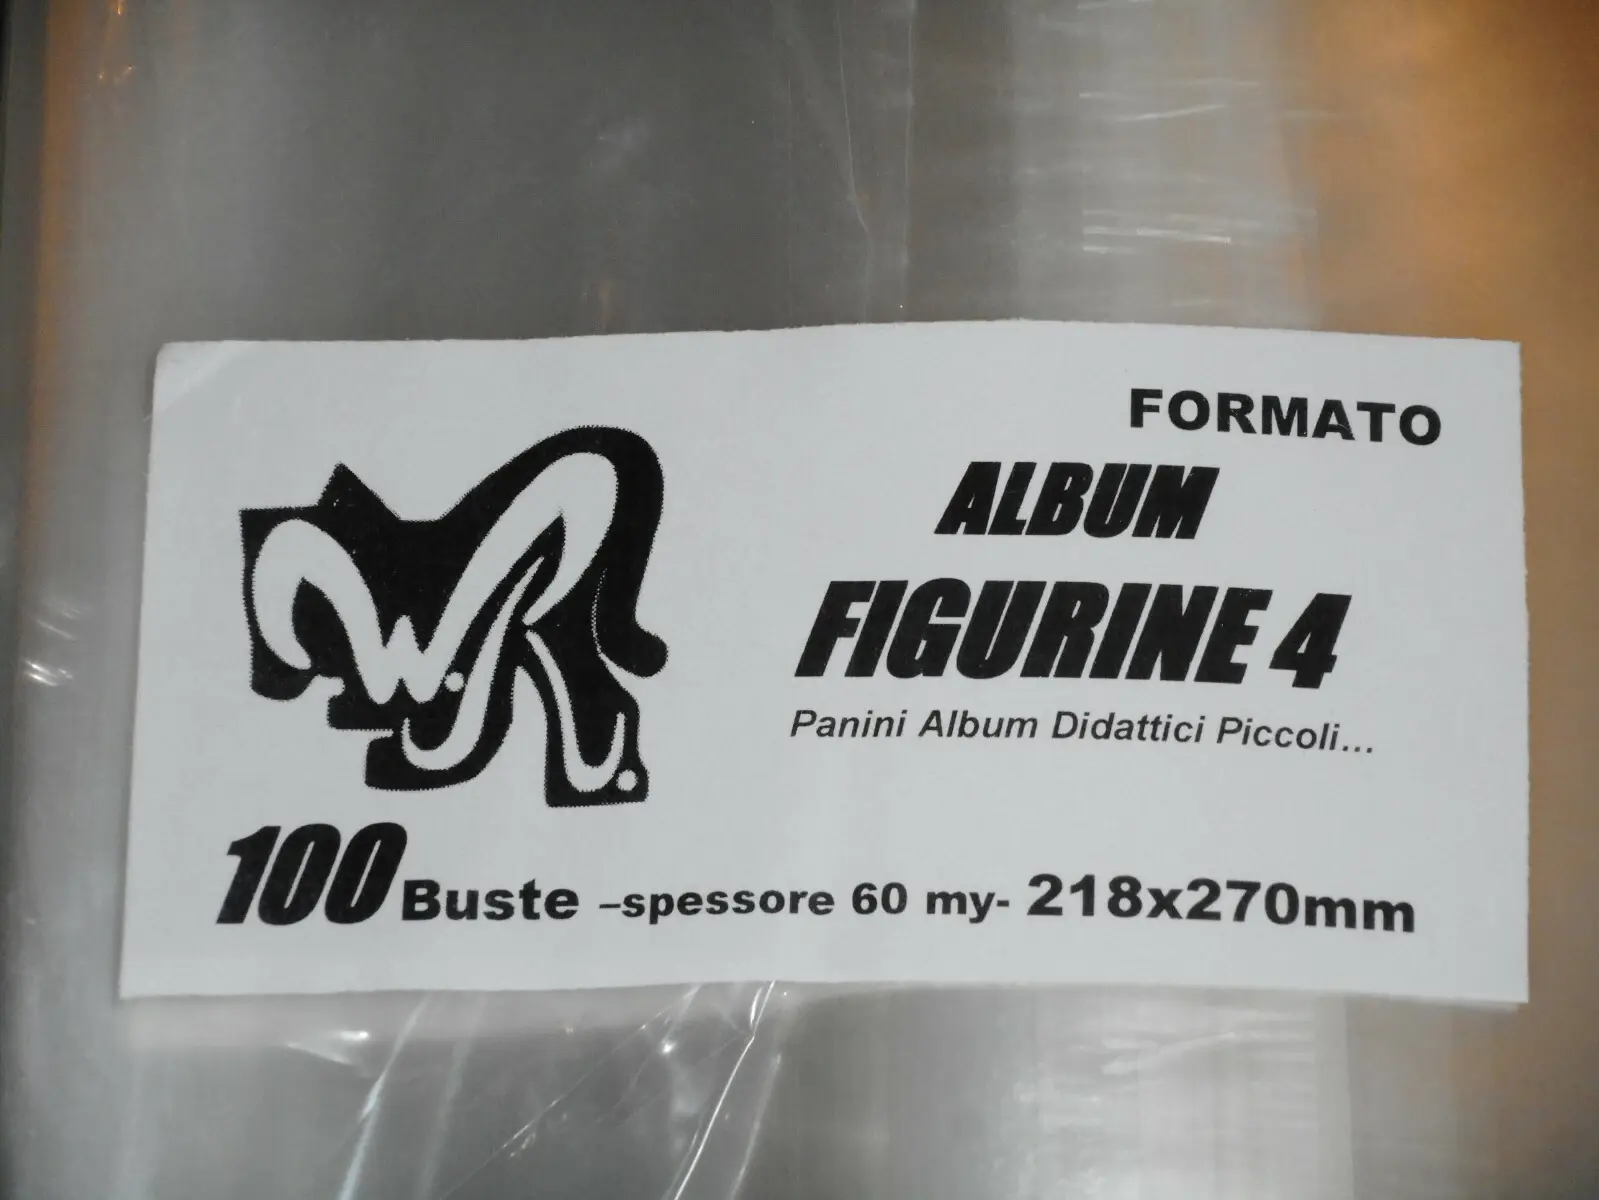 FORMATO
ALBUM
FIGURINE 4
Panini Album Didattici Piccoli...
W.R.
100 Buste –spessore 60 my- 218x270mm